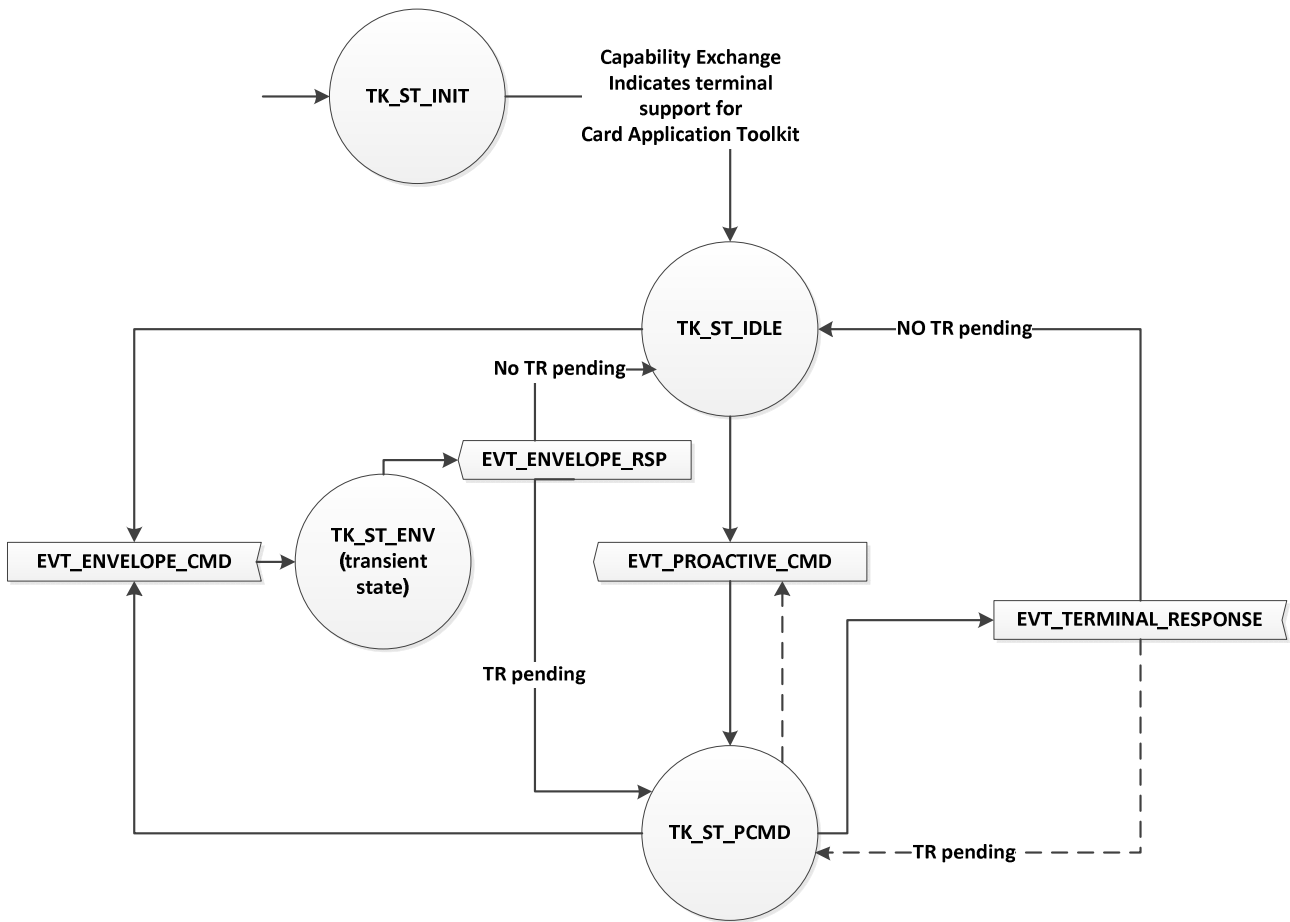 TK_ST_INIT
Capability Exchange
Indicates terminal
support for
Card Application Toolkit
TK_ST_IDLE
NO TR pending
No TR pending
EVT_ENVELOPE_RSP
TK_ST_ENV
(transient
state)
EVT_ENVELOPE_CMD
EVT_PROACTIVE_CMD
EVT_TERMINAL_RESPONSE
TR pending
TK_ST_PCMD
TR pending